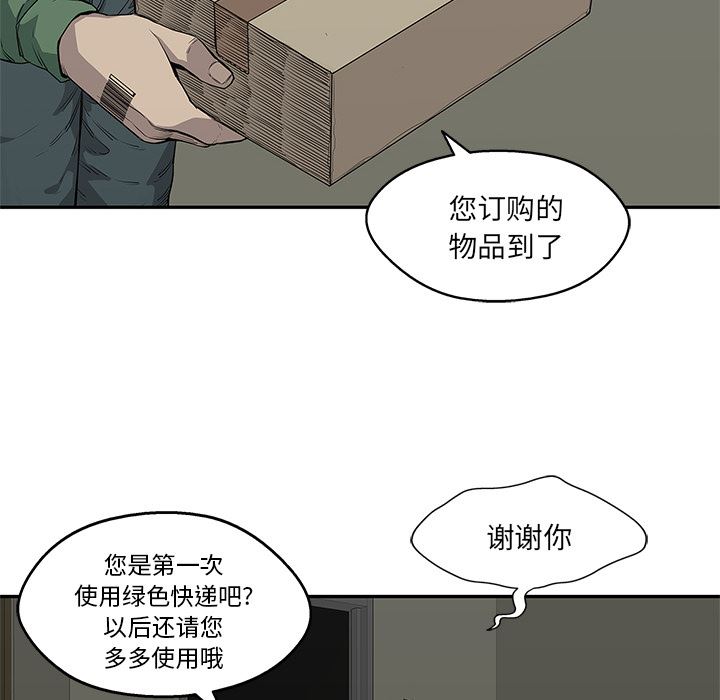 您订购的
物品到了
谢谢你
您是第一次
使用绿色快递吧?
以后还请您
多多使用哦